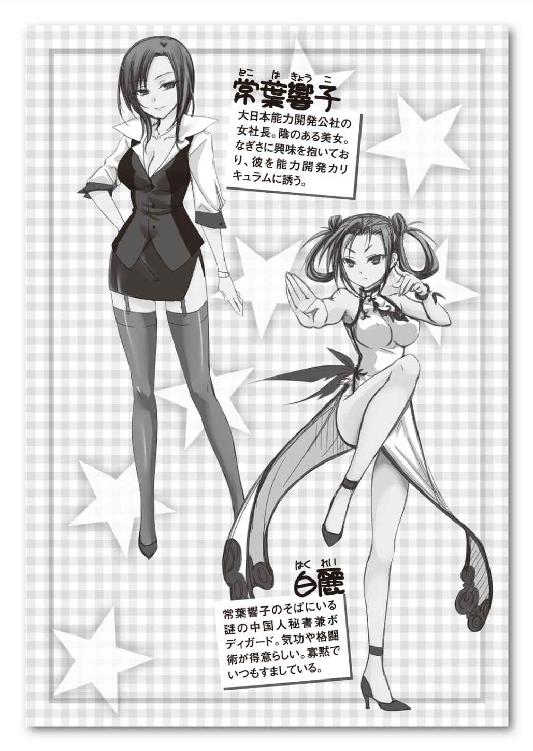 とこ は きょう こ
常葉響子
大日本能力開発公社の
女社長。陰のある美女。
なぎさに興味を抱いてお
り、彼を能力開発カリ
キュラムに誘う。
はく れい
白麗
常葉響子のそばにいる
謎の中国人秘書兼ボ
ディガード。気功や格闘
術が得意らしい。寡黙で
いつもすましている。